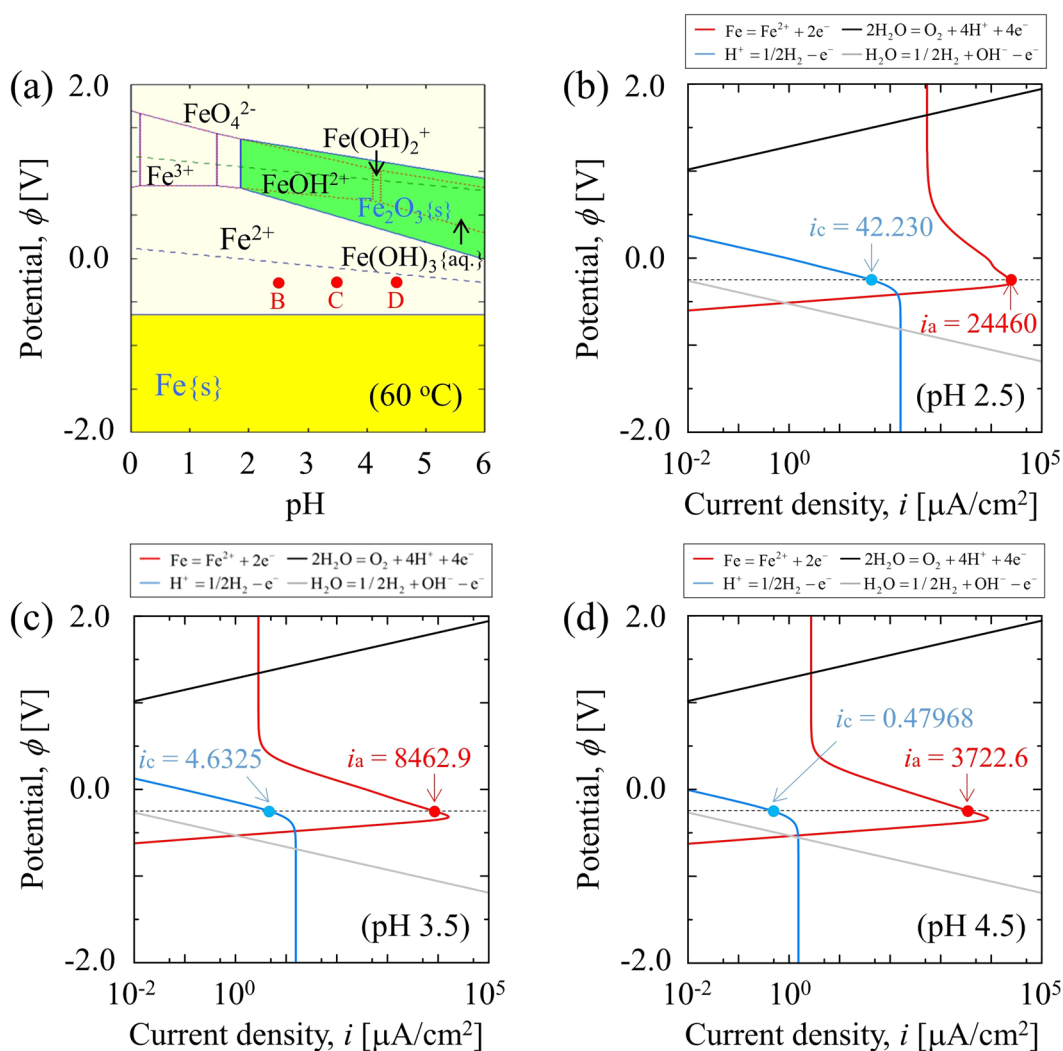 (a)
2.0
0.0
-2.0
Potential, ϕ [V]
FeO₄²⁻
Fe(OH)₂⁺
Fe³⁺
FeOH²⁺
Fe₂O₃{s}
Fe²⁺
Fe(OH)₃{aq.}
B C D
Fe{s}
(60 °C)
0 1 2 3 4 5 6
pH
(b)
Fe = Fe²⁺ + 2e⁻
2H₂O = O₂ + 4H⁺ + 4e⁻
H⁺ = 1/2H₂ – e⁻
H₂O = 1/2H₂ + OH⁻ – e⁻
2.0
0.0
-2.0
Potential, ϕ [V]
i_c = 42.230
i_a = 24460
(pH 2.5)
10⁻² 10⁰ 10⁵
Current density, i [μA/cm²]
(c)
Fe = Fe²⁺ + 2e⁻
2H₂O = O₂ + 4H⁺ + 4e⁻
H⁺ = 1/2H₂ – e⁻
H₂O = 1/2H₂ + OH⁻ – e⁻
2.0
0.0
-2.0
Potential, ϕ [V]
i_c = 4.6325
i_a = 8462.9
(pH 3.5)
10⁻² 10⁰ 10⁵
Current density, i [μA/cm²]
(d)
Fe = Fe²⁺ + 2e⁻
2H₂O = O₂ + 4H⁺ + 4e⁻
H⁺ = 1/2H₂ – e⁻
H₂O = 1/2H₂ + OH⁻ – e⁻
2.0
0.0
-2.0
Potential, ϕ [V]
i_c = 0.47968
i_a = 3722.6
(pH 4.5)
10⁻² 10⁰ 10⁵
Current density, i [μA/cm²]